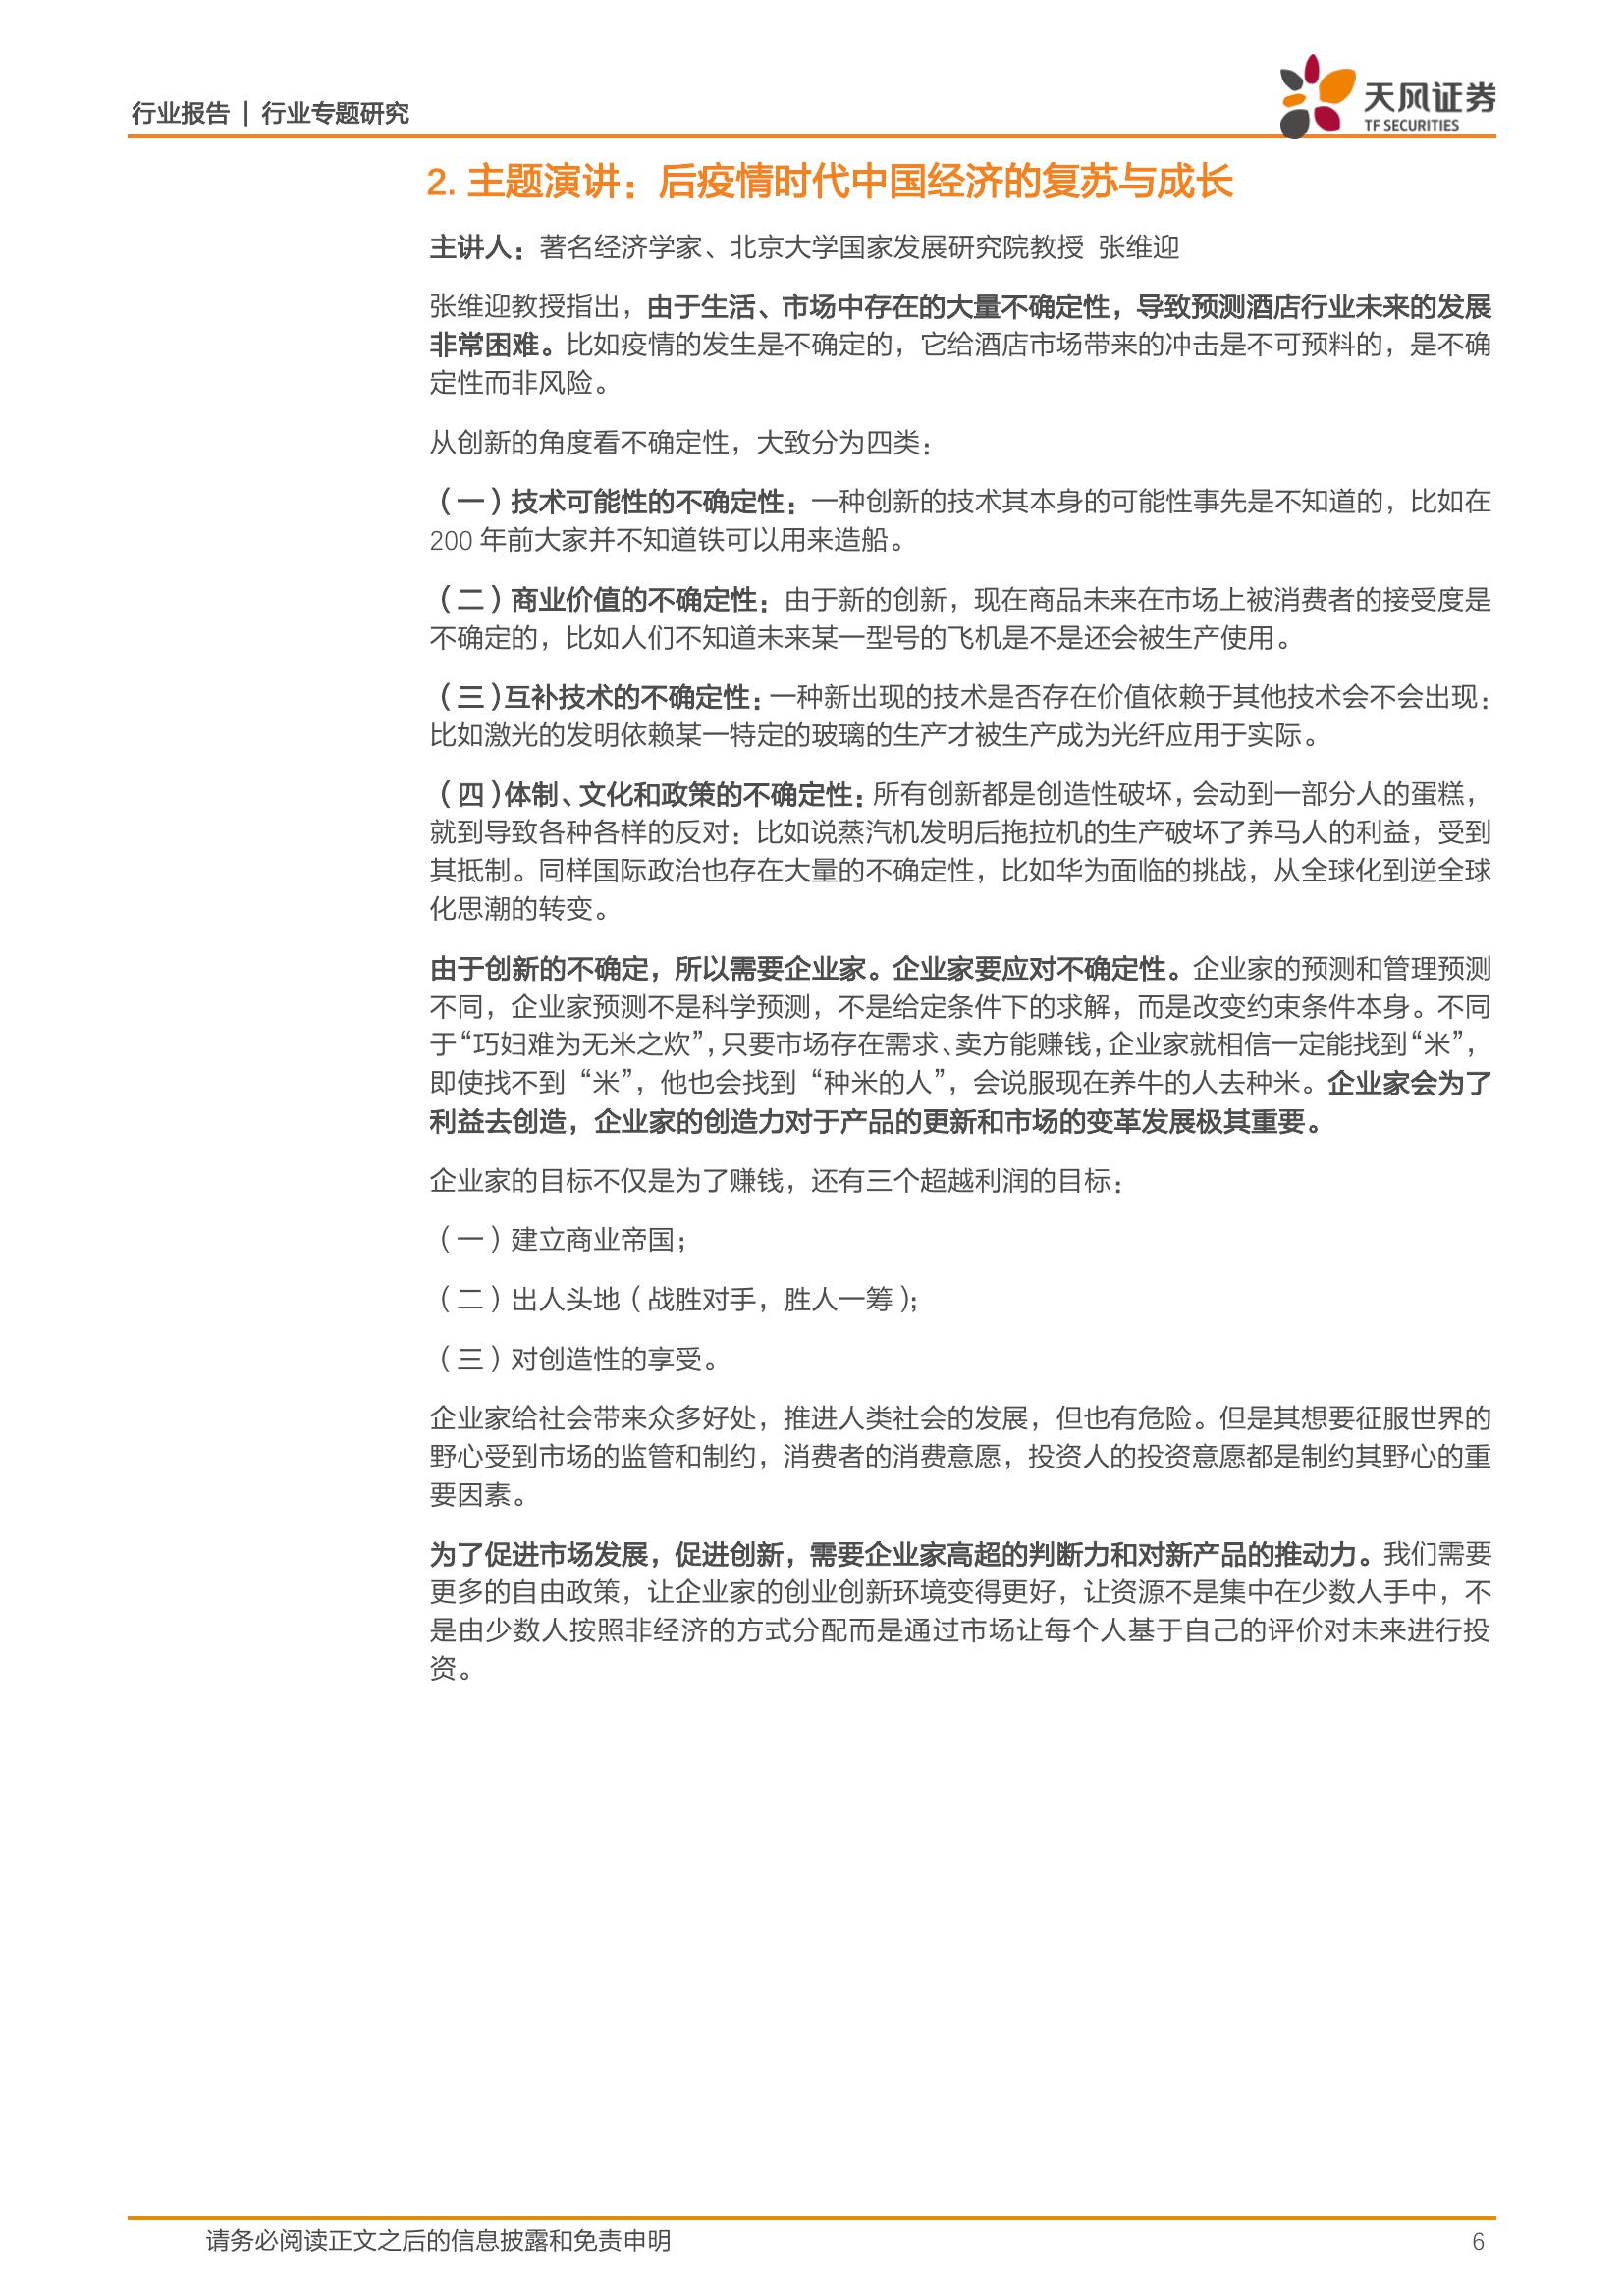 行业报告 | 行业专题研究
天风证券
TF SECURITIES
2. 主题演讲：后疫情时代中国经济的复苏与成长
主讲人：著名经济学家、北京大学国家发展研究院教授 张维迎
张维迎教授指出，由于生活、市场中存在的大量不确定性，导致预测酒店行业未来的发展
非常困难。比如疫情的发生是不确定的，它给酒店市场带来的冲击是不可预料的，是不确
定性而非风险。
从创新的角度看不确定性，大致分为四类：
（一）技术可能性的不确定性：一种创新的技术其本身的可能性事先是不知道的，比如在
200 年前大家并不知道铁可以用来造船。
（二）商业价值的不确定性：由于新的创新，现在商品未来在市场上被消费者的接受度是
不确定的，比如人们不知道未来某一型号的飞机是不是还会被生产使用。
（三）互补技术的不确定性：一种新出现的技术是否存在价值依赖于其他技术会不会出现：
比如激光的发明依赖某一特定的玻璃的生产才被生产成为光纤应用于实际。
（四）体制、文化和政策的不确定性：所有创新都是创造性破坏，会动到一部分人的蛋糕，
就到导致各种各样的反对：比如说蒸汽机发明后拖拉机的生产破坏了养马人的利益，受到
其抵制。同样国际政治也存在大量的不确定性，比如华为面临的挑战，从全球化到逆全球
化思潮的转变。
由于创新的不确定，所以需要企业家。企业家要应对不确定性。企业家的预测和管理预测
不同，企业家预测不是科学预测，不是给定条件下的求解，而是改变约束条件本身。不同
于“巧妇难为无米之炊”，只要市场存在需求、卖方能赚钱，企业家就相信一定能找到“米”，
即使找不到“米”，他也会找到“种米的人”，会说服现在养牛的人去种米。企业家会为了
利益去创造，企业家的创造力对于产品的更新和市场的变革发展极其重要。
企业家的目标不仅是为了赚钱，还有三个超越利润的目标：
（一）建立商业帝国；
（二）出人头地（战胜对手，胜人一筹）；
（三）对创造性的享受。
企业家给社会带来众多好处，推进人类社会的发展，但也有危险。但是其想要征服世界的
野心受到市场的监管和制约，消费者的消费意愿，投资人的投资意愿都是制约其野心的重
要因素。
为了促进市场发展，促进创新，需要企业家高超的判断力和对新产品的推动力。我们需要
更多的自由政策，让企业家的创业创新环境变得更好，让资源不是集中在少数人手中，不
是由少数人按照非经济的方式分配而是通过市场让每个人基于自己的评价对未来进行投
资。
请务必阅读正文之后的信息披露和免责申明
6